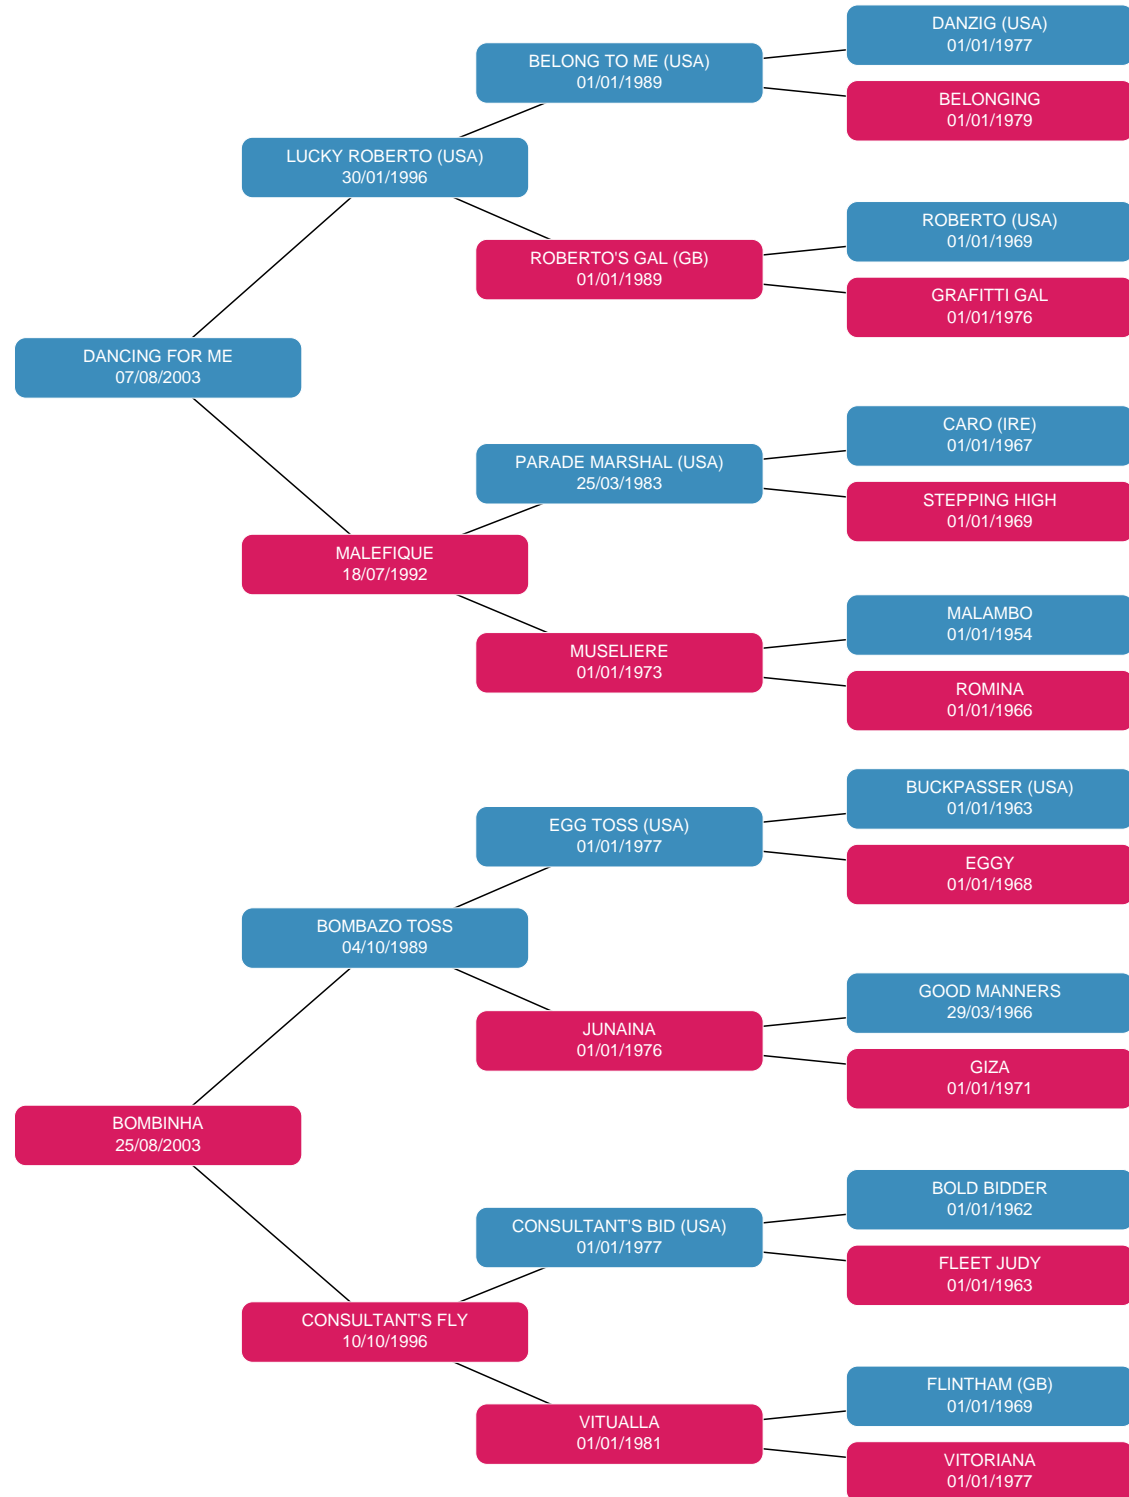 DANZIG (USA)
01/01/1977
BELONG TO ME (USA)
01/01/1989
BELONGING
01/01/1979
LUCKY ROBERTO (USA)
30/01/1996
ROBERTO (USA)
01/01/1969
ROBERTO'S GAL (GB)
01/01/1989
GRAFITTI GAL
01/01/1976
DANCING FOR ME
07/08/2003
CARO (IRE)
01/01/1967
PARADE MARSHAL (USA)
25/03/1983
STEPPING HIGH
01/01/1969
MALEFIQUE
18/07/1992
MALAMBO
01/01/1954
MUSELIERE
01/01/1973
ROMINA
01/01/1966
BUCKPASSER (USA)
01/01/1963
EGG TOSS (USA)
01/01/1977
EGGY
01/01/1968
BOMBAZO TOSS
04/10/1989
GOOD MANNERS
29/03/1966
JUNAINA
01/01/1976
GIZA
01/01/1971
BOMBINHA
25/08/2003
BOLD BIDDER
01/01/1962
CONSULTANT'S BID (USA)
01/01/1977
FLEET JUDY
01/01/1963
CONSULTANT'S FLY
10/10/1996
FLINTHAM (GB)
01/01/1969
VITUALLA
01/01/1981
VITORIANA
01/01/1977